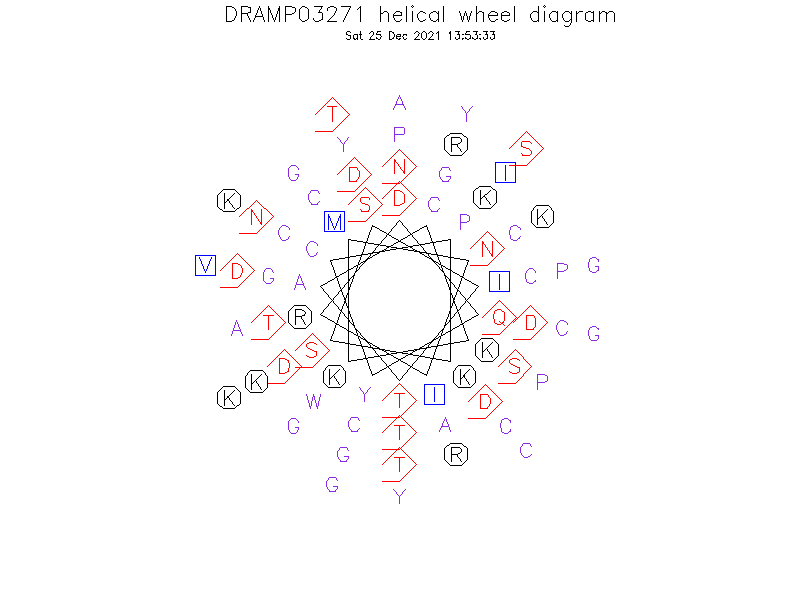 DRAMP03271 helical wheel diagram
Sat 25 Dec 2021 13:53:33
A
T Y
P
Y R S
N
G D G I
K C D K
S C
N M P K
C C
C N
V D G C P G
A I
A T R Q D C G
S K
D S
K K K P
K W Y T I D
G C T A C
G T R C
G
Y